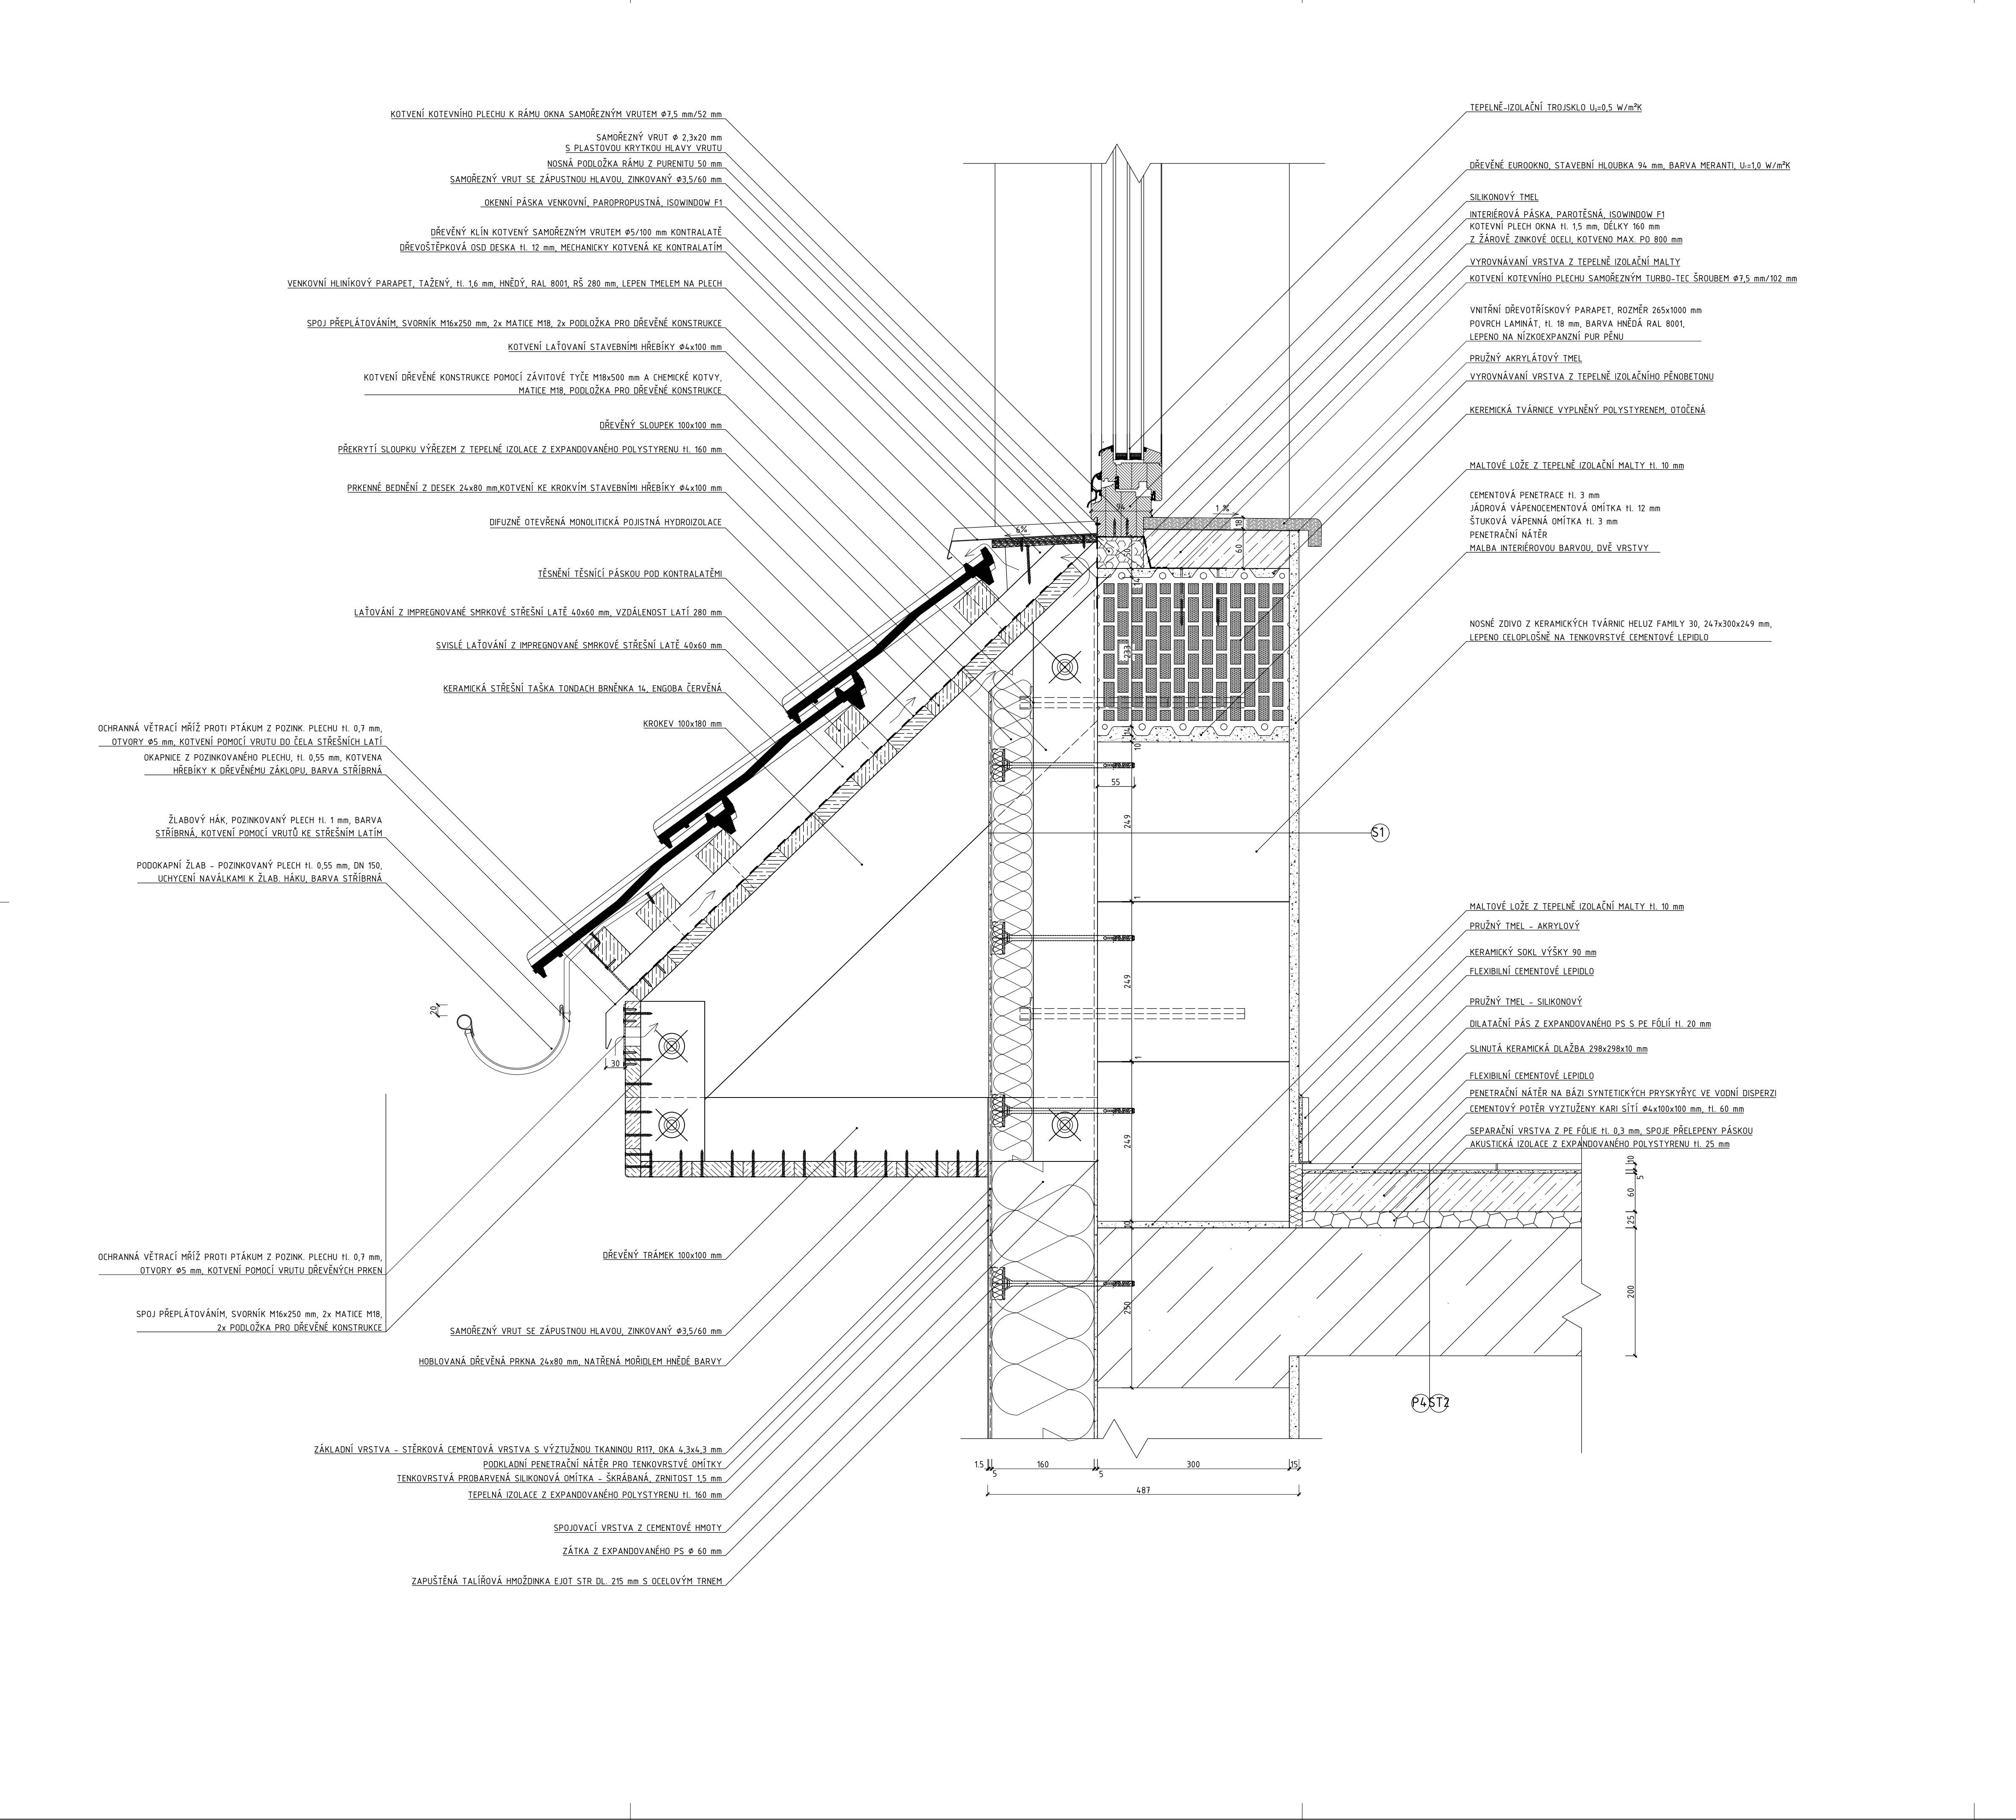 KOTVENÍ KOTEVNÍHO PLECHU K RÁMU OKNA SAMOŘEZNÝM VRUTEM Ø7,5 mm/52 mm
SAMOŘEZNÝ VRUT Ø 2,3x20 mm
S PLASTOVOU KRYTKOU HLAVY VRUTU
NOSNÁ PODLOŽKA RÁMU Z PURENITU 50 mm
SAMOŘEZNÝ VRUT SE ZÁPUSTNOU HLAVOU, ZINKOVANÝ Ø3,5/60 mm
OKENNÍ PÁSKA VENKOVNÍ, PAROPROPUSTNÁ, ISOWINDOW F1
DŘEVĚNÝ KLÍN KOTVENÝ SAMOŘEZNÝM VRUTEM Ø5/100 mm KONTRALATĚ
DŘEVOŠTĚPKOVÁ OSD DESKA tl. 12 mm, MECHANICKY KOTVENÁ KE KONTRALATÍM
VENKOVNÍ HLINÍKOVÝ PARAPET, TAŽENÝ, tl. 1,6 mm, HNĚDÝ, RAL 8001, RŠ 280 mm, LEPEN TMELEM NA PLECH
SPOJ PŘEPLÁTOVÁNÍM, SVORNÍK M16x250 mm, 2x MATICE M18, 2x PODLOŽKA PRO DŘEVĚNÉ KONSTRUKCE
KOTVENÍ LAŤOVANÍ STAVEBNÍMI HŘEBÍKY Ø4x100 mm
KOTVENÍ DŘEVĚNÉ KONSTRUKCE POMOCÍ ZÁVITOVÉ TYČE M18x500 mm A CHEMICKÉ KOTVY,
MATICE M18, PODLOŽKA PRO DŘEVĚNÉ KONSTRUKCE
DŘEVĚNÝ SLOUPEK 100x100 mm
PŘEKRYTÍ SLOUPKU VÝŘEZEM Z TEPELNÉ IZOLACE Z EXPANDOVANÉHO POLYSTYRENU tl. 160 mm
PRKENNÉ BEDNĚNÍ Z DESEK 24x80 mm,KOTVENÍ KE KROKVÍM STAVEBNÍMI HŘEBÍKY Ø4x100 mm
DIFUZNĚ OTEVŘENÁ MONOLITICKÁ POJISTNÁ HYDROIZOLACE
TĚSNĚNÍ TĚSNÍCÍ PÁSKOU POD KONTRALATĚMI
LAŤOVÁNÍ Z IMPREGNOVANÉ SMRKOVÉ STŘEŠNÍ LATĚ 40x60 mm, VZDÁLENOST LATÍ 280 mm
SVISLÉ LAŤOVÁNÍ Z IMPREGNOVANÉ SMRKOVÉ STŘEŠNÍ LATĚ 40x60 mm
KERAMICKÁ STŘEŠNÍ TAŠKA TONDACH BRNĚNKA 14, ENGOBA ČERVĚNÁ
KROKEV 100x180 mm
OCHRANNÁ VĚTRACÍ MŘÍŽ PROTI PTÁKUM Z POZINK. PLECHU tl. 0,7 mm,
OTVORY Ø5 mm, KOTVENÍ POMOCÍ VRUTU DO ČELA STŘEŠNÍCH LATÍ
OKAPNICE Z POZINKOVANÉHO PLECHU, tl. 0,55 mm, KOTVENA
HŘEBÍKY K DŘEVĚNÉMU ZÁKLOPU, BARVA STŘÍBRNÁ
ŽLABOVÝ HÁK, POZINKOVANÝ PLECH tl. 1 mm, BARVA
STŘÍBRNÁ, KOTVENÍ POMOCÍ VRUTŮ KE STŘEŠNÍM LATÍM
PODOKAPNÍ ŽLAB - POZINKOVANÝ PLECH tl. 0,55 mm, DN 150,
UCHYCENÍ NAVÁLKAMI K ŽLAB. HÁKU, BARVA STŘÍBRNÁ
OCHRANNÁ VĚTRACÍ MŘÍŽ PROTI PTÁKUM Z POZINK. PLECHU tl. 0,7 mm,
OTVORY Ø5 mm, KOTVENÍ POMOCÍ VRUTU DŘEVĚNÝCH PRKEN
SPOJ PŘEPLÁTOVÁNÍM, SVORNÍK M16x250 mm, 2x MATICE M18,
2x PODLOŽKA PRO DŘEVĚNÉ KONSTRUKCE
DŘEVĚNÝ TRÁMEK 100x100 mm
SAMOŘEZNÝ VRUT SE ZÁPUSTNOU HLAVOU, ZINKOVANÝ Ø3,5/60 mm
HOBLOVANÁ DŘEVĚNÁ PRKNA 24x80 mm, NATŘENÁ MOŘIDLEM HNĚDÉ BARVY
ZÁKLADNÍ VRSTVA - STĚRKOVÁ CEMENTOVÁ VRSTVA S VÝZTUŽNOU TKANINOU R117, OKA 4,3x4,3 mm
PODKLADNÍ PENETRAČNÍ NÁTĚR PRO TENKOVRSTVÉ OMÍTKY
TENKOVRSTVÁ PROBARVENÁ SILIKONOVÁ OMÍTKA - ŠKRÁBANÁ, ZRNITOST 1,5 mm
TEPELNÁ IZOLACE Z EXPANDOVANÉHO POLYSTYRENU tl. 160 mm
SPOJOVACÍ VRSTVA Z CEMENTOVÉ HMOTY
ZÁTKA Z EXPANDOVANÉHO PS Ø 60 mm
ZAPUŠTĚNÁ TALÍŘOVÁ HMOŽDINKA EJOT STR DL. 215 mm S OCELOVÝM TRNEM
20
30
6%
94
1 %
18
60
50
14
233
14
10
55
249
1
249
1
249
10
250
S1
1.5
5
160
5
300
15
487
TEPELNĚ-IZOLAČNÍ TROJSKLO Ug=0,5 W/m²K
DŘEVĚNÉ EUROOKNO, STAVEBNÍ HLOUBKA 94 mm, BARVA MERANTI, Uf=1,0 W/m²K
SILIKONOVÝ TMEL
INTERIÉROVÁ PÁSKA, PAROTĚSNÁ, ISOWINDOW F1
KOTEVNÍ PLECH OKNA tl. 1,5 mm, DÉLKY 160 mm
Z ŽÁROVĚ ZINKOVÉ OCELI, KOTVENO MAX. PO 800 mm
VYROVNÁVANÍ VRSTVA Z TEPELNĚ IZOLAČNÍ MALTY
KOTVENÍ KOTEVNÍHO PLECHU SAMOŘEZNÝM TURBO-TEC ŠROUBEM Ø7,5 mm/102 mm
VNITŘNÍ DŘEVOTŘÍSKOVÝ PARAPET, ROZMĚR 265x1000 mm
POVRCH LAMINÁT, tl. 18 mm, BARVA HNĚDÁ RAL 8001,
LEPENO NA NÍZKOEXPANZNÍ PUR PĚNU
PRUŽNÝ AKRYLÁTOVÝ TMEL
VYROVNÁVANÍ VRSTVA Z TEPELNĚ IZOLAČNÍHO PĚNOBETONU
KEREMICKÁ TVÁRNICE VYPLNĚNÝ POLYSTYRENEM, OTOČENÁ
MALTOVÉ LOŽE Z TEPELNĚ IZOLAČNÍ MALTY tl. 10 mm
CEMENTOVÁ PENETRACE tl. 3 mm
JÁDROVÁ VÁPENOCEMENTOVÁ OMÍTKA tl. 12 mm
ŠTUKOVÁ VÁPENNÁ OMÍTKA tl. 3 mm
PENETRAČNÍ NÁTĚR
MALBA INTERIÉROVOU BARVOU, DVĚ VRSTVY
NOSNÉ ZDIVO Z KERAMICKÝCH TVÁRNIC HELUZ FAMILY 30, 247x300x249 mm,
LEPENO CELOPLOŠNĚ NA TENKOVRSTVÉ CEMENTOVÉ LEPIDLO
MALTOVÉ LOŽE Z TEPELNĚ IZOLAČNÍ MALTY tl. 10 mm
PRUŽNÝ TMEL - AKRYLOVÝ
KERAMICKÝ SOKL VÝŠKY 90 mm
FLEXIBILNÍ CEMENTOVÉ LEPIDLO
PRUŽNÝ TMEL - SILIKONOVÝ
DILATAČNÍ PÁS Z EXPANDOVANÉHO PS S PE FÓLIÍ tl. 20 mm
SLINUTÁ KERAMICKÁ DLAŽBA 298x298x10 mm
FLEXIBILNÍ CEMENTOVÉ LEPIDLO
PENETRAČNÍ NÁTĚR NA BÁZI SYNTETICKÝCH PRYSKYŘYC VE VODNÍ DISPERZI
CEMENTOVÝ POTĚR VYZTUŽENY KARI SÍTÍ Ø4x100x100 mm, tl. 60 mm
SEPARAČNÍ VRSTVA Z PE FÓLIE tl. 0,3 mm, SPOJE PŘELEPENY PÁSKOU
AKUSTICKÁ IZOLACE Z EXPANDOVANÉHO POLYSTYRENU tl. 25 mm
10
5
60
25
200
P4 ST2